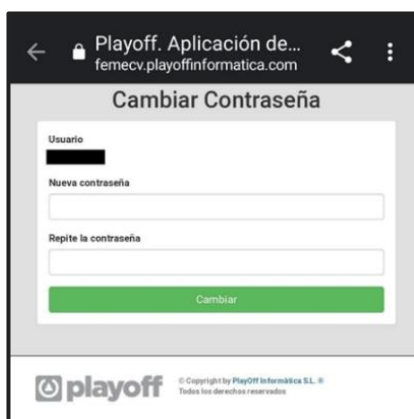 Playoff. Aplicación de...
femecv.playoffinformatica.com
Cambiar Contraseña
Usuario
Nueva contraseña
Repite la contraseña
Cambiar
playoff
© Copyright by PlayOff Informática S.L. ®
Todos los derechos reservados